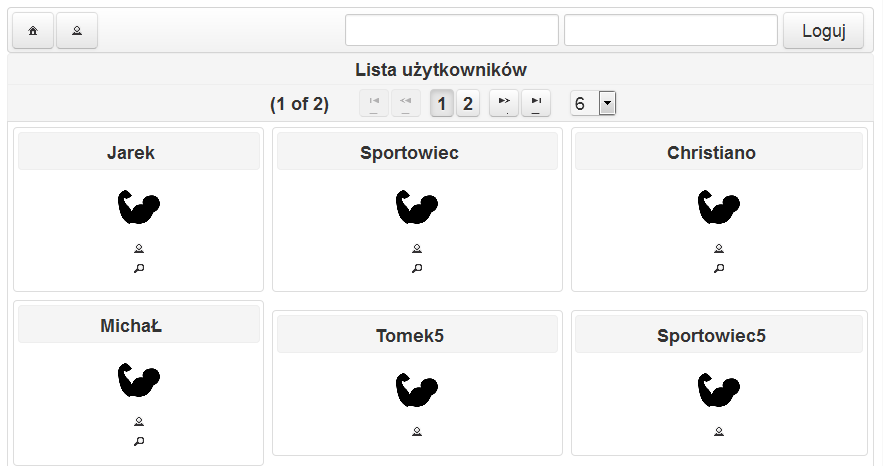 Loguj
Lista użytkowników
(1 of 2) 1 2 6
Jarek Sportowiec Christiano
MichaŁ Tomek5 Sportowiec5